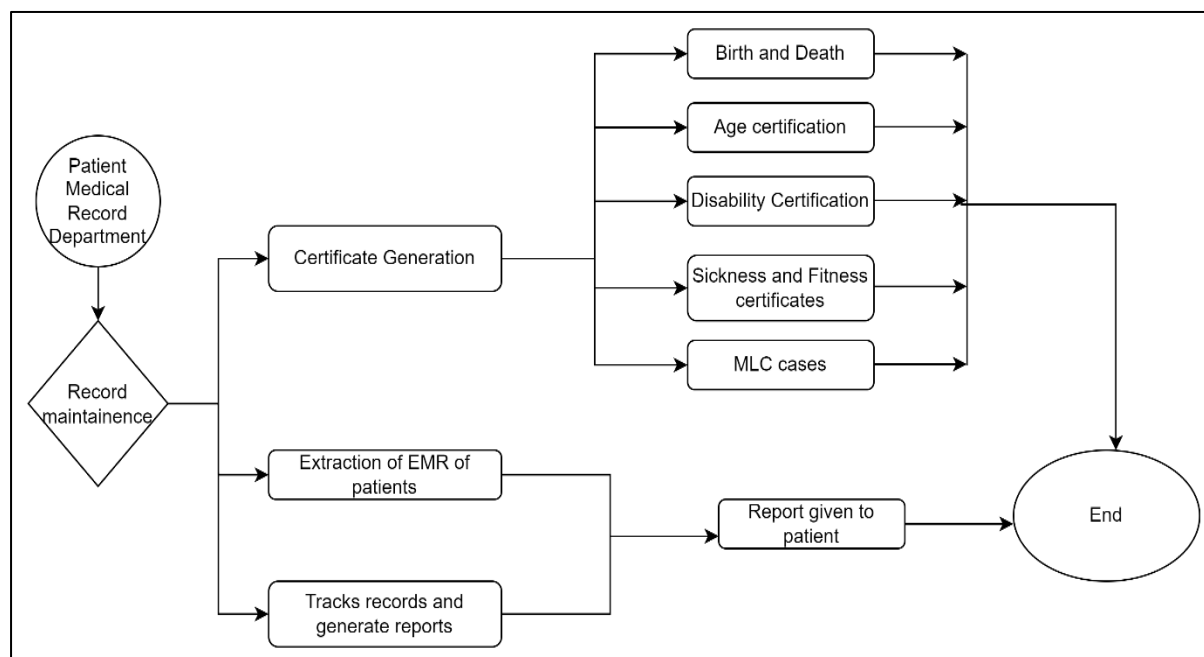 Patient
Medical
Record
Department
Record
maintainence
Certificate Generation
Birth and Death
Age certification
Disability Certification
Sickness and Fitness
certificates
MLC cases
Extraction of EMR of
patients
Tracks records and
generate reports
Report given to
patient
End